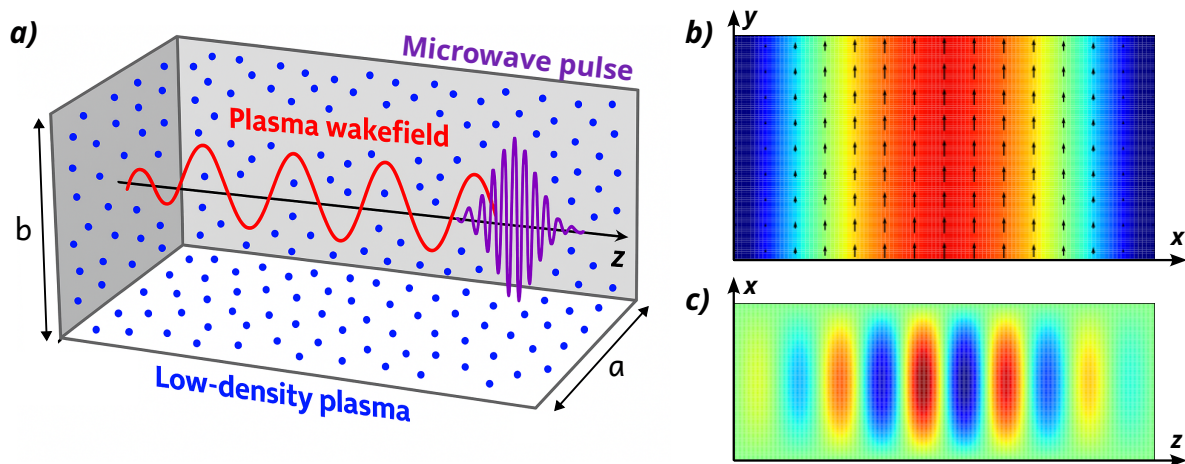 a)
Microwave pulse
Plasma wakefield
b
z
a
Low-density plasma
b)
y
x
c)
x
z